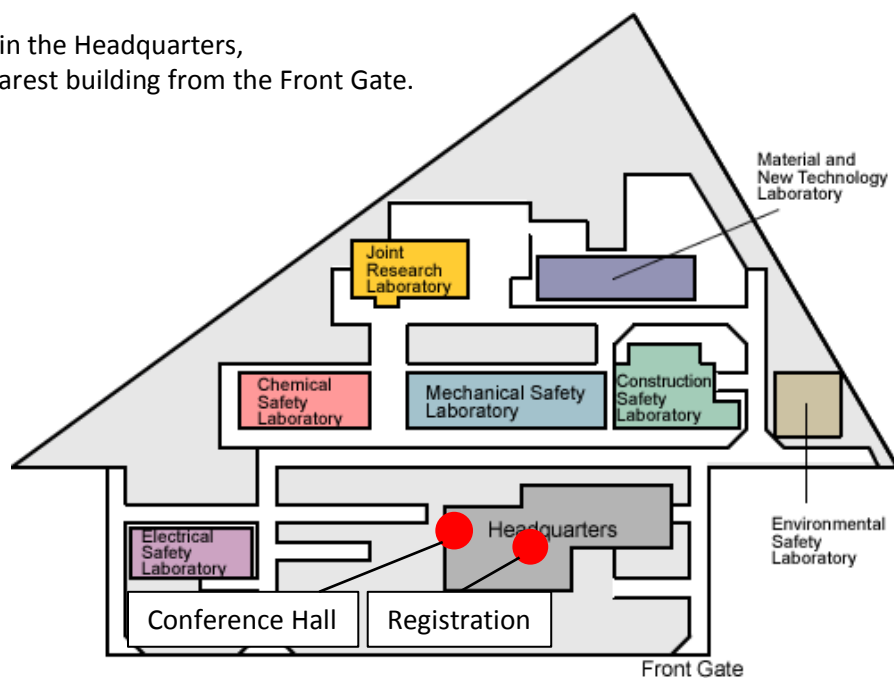 in the Headquarters,
arest building from the Front Gate.
Material and
New Technology
Laboratory
Joint
Research
Laboratory
Chemical
Safety
Laboratory
Mechanical Safety
Laboratory
Construction
Safety
Laboratory
Headquarters
Electrical
Safety
Laboratory
Environmental
Safety
Laboratory
Conference Hall
Registration
Front Gate